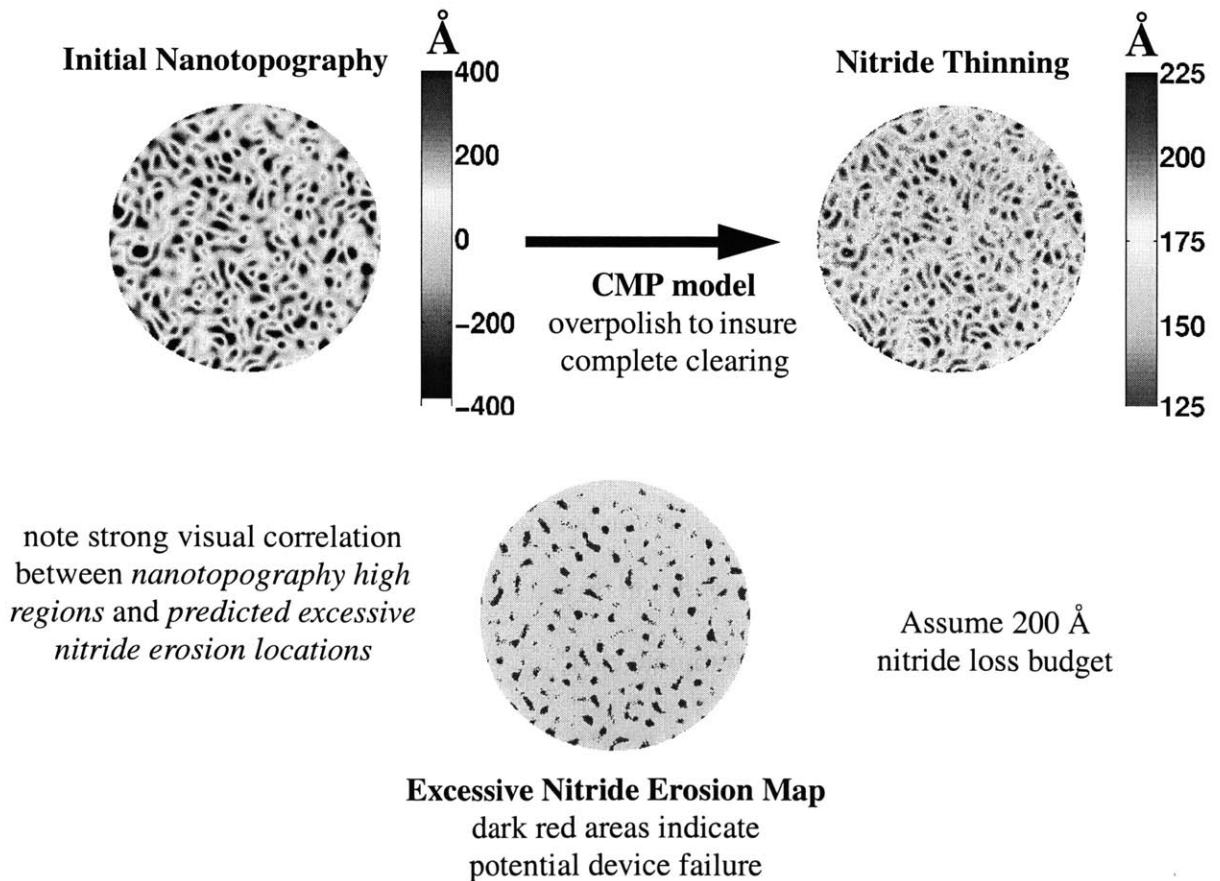 Initial Nanotopography
Å
400
200
0
−200
−400
CMP model
overpolish to insure
complete clearing
Nitride Thinning
Å
225
200
175
150
125
note strong visual correlation
between nanotopography high
regions and predicted excessive
nitride erosion locations
Assume 200 Å
nitride loss budget
Excessive Nitride Erosion Map
dark red areas indicate
potential device failure